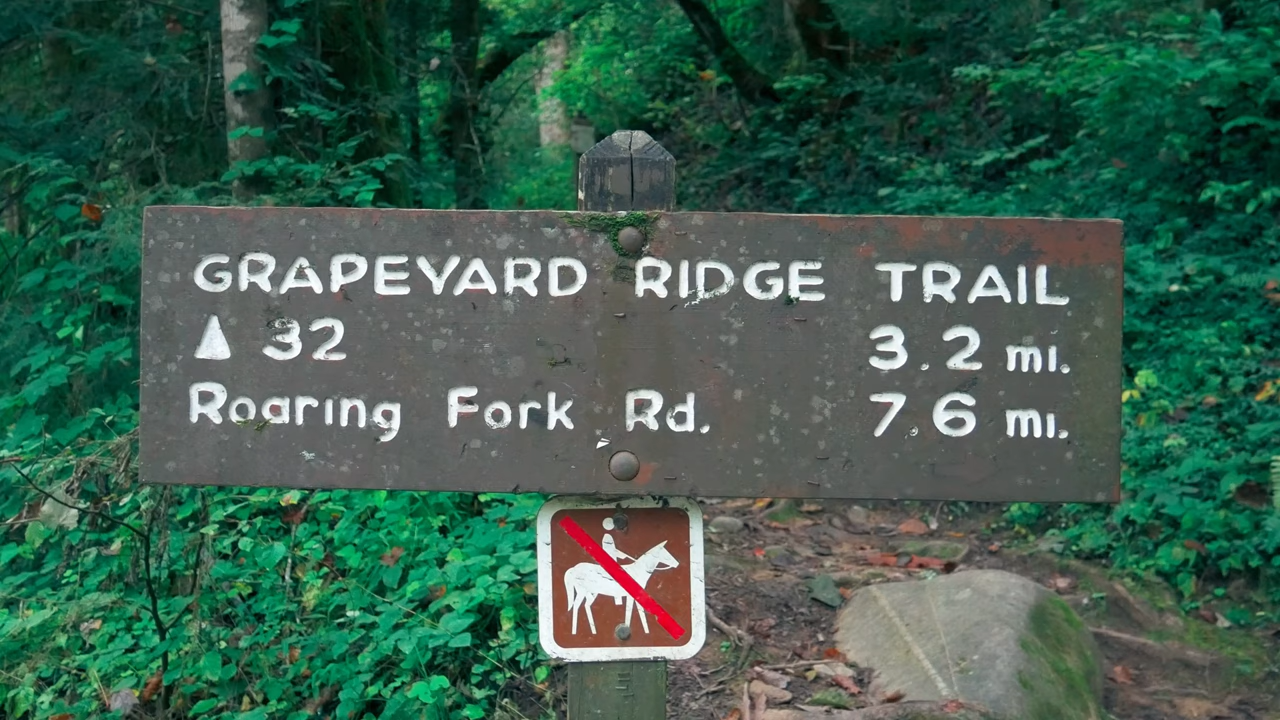 GRAPEYARD RIDGE TRAIL
▲ 32 3.2 mi.
Roaring Fork Rd. 7.6 mi.